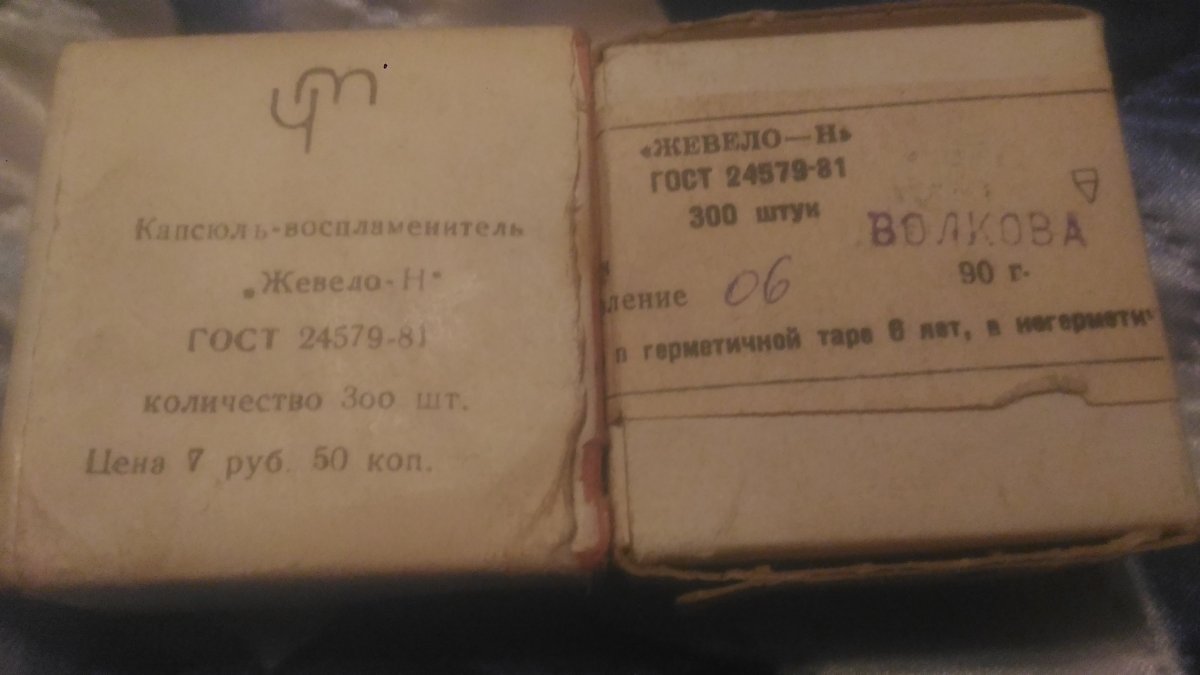 Капсюль-воспламенитель
„Жевело-Н"
ГОСТ 24579-81
количество 300 шт.
Цена 7 руб. 50 коп.
«ЖЕВЕЛО—Н»
ГОСТ 24579-81
300 штук
ВОЛКОВА
90 г.
ление 06
в герметичной таре 6 лет, в негермети